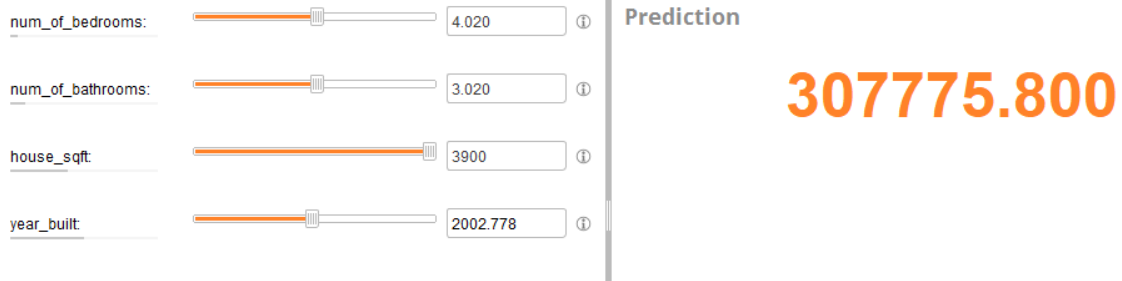 num_of_bedrooms: 4.020
num_of_bathrooms: 3.020
house_sqft: 3900
year_built: 2002.778
Prediction
307775.800